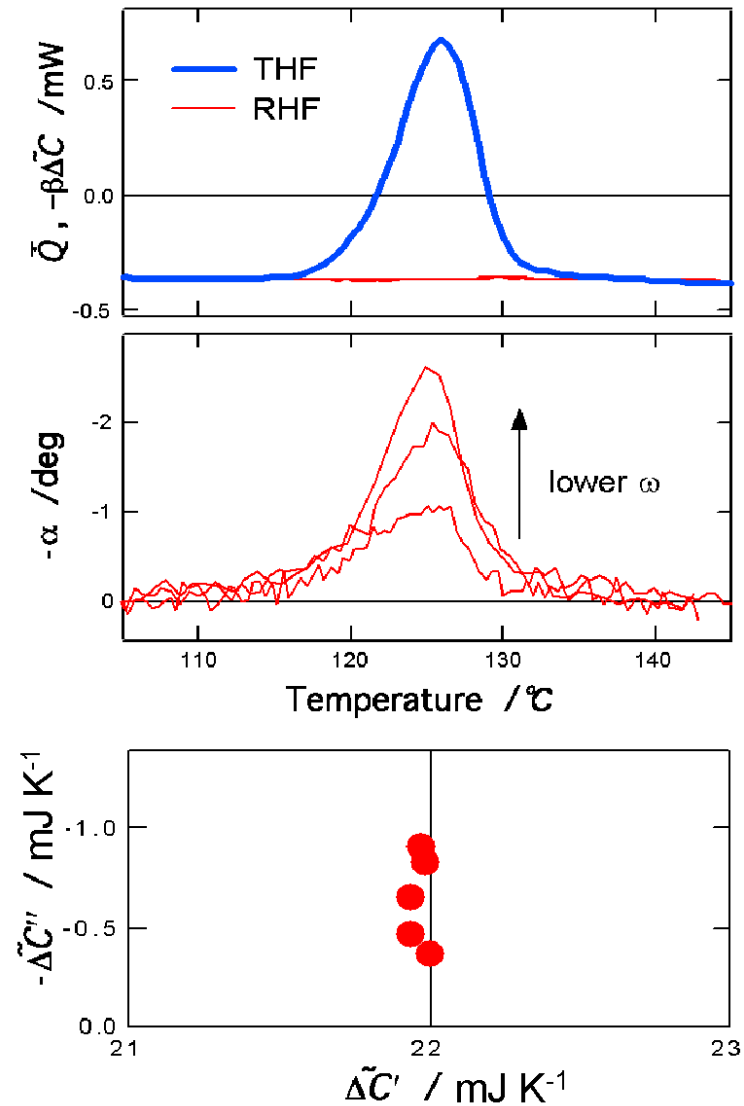 THF
RHF
0.5
0.0
-0.5
Q̄, -βΔC̃ /mW
-2
-1
0
-α /deg
lower ω
110 120 130 140
Temperature /℃
-1.0
-0.5
0.0
-ΔC̃" / mJ K⁻¹
21 22 23
ΔC̃' / mJ K⁻¹